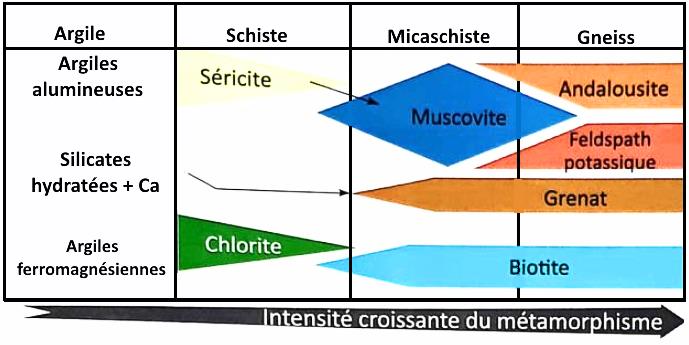 Argile
Schiste
Micaschiste
Gneiss
Argiles
alumineuses
Séricite
Muscovite
Andalousite
Feldspath
potassique
Silicates
hydratées + Ca
Grenat
Argiles
ferromagnésiennes
Chlorite
Biotite
Intensité croissante du métamorphisme